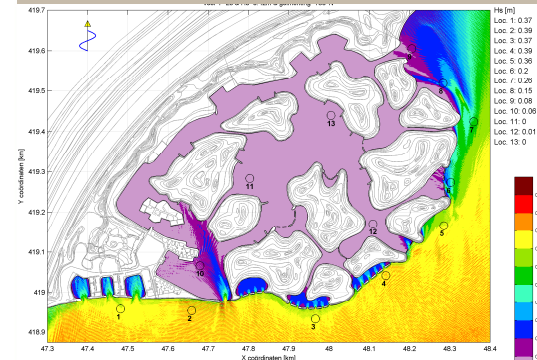 Hs [m]
Loc. 1: 0.37
Loc. 2: 0.39
Loc. 3: 0.37
Loc. 4: 0.39
Loc. 5: 0.36
Loc. 6: 0.2
Loc. 7: 0.26
Loc. 8: 0.15
Loc. 9: 0.08
Loc. 10: 0.06
Loc. 11: 0
Loc. 12: 0.01
Loc. 13: 0
419.7
419.6
419.5
419.4
419.3
419.2
419.1
419
418.9
Y coördinaten [km]
9
8
7
13
11
6
12
5
10
4
1
2
3
47.3
47.4
47.5
47.6
47.7
47.8
47.9
48
48.1
48.2
48.3
48.4
X coördinaten [km]